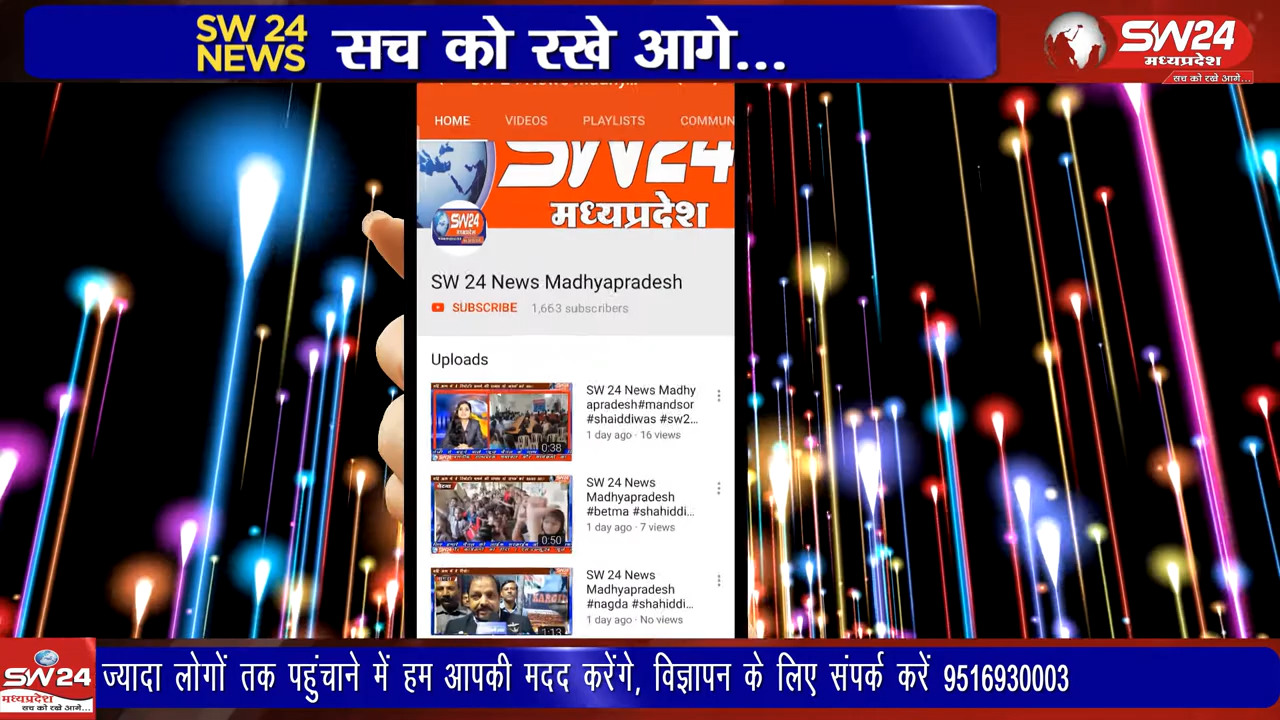 SW 24
NEWS
सच को रखे आगे...
SW24
मध्यप्रदेश
सच को रखे आगे...
HOME VIDEOS PLAYLISTS COMMUN
SW24
मध्यप्रदेश
SW24
SW 24 News Madhyapradesh
SUBSCRIBE 1,663 subscribers
Uploads
SW 24 News Madhy
apradesh#mandsor
#shaiddiwas #sw2...
1 day ago · 16 views
0:38
SW 24 News
Madhyapradesh
#betma #shahiddi...
1 day ago · 7 views
0:50
SW 24 News
Madhyapradesh
#nagda #shahiddi...
1 day ago · No views
1:13
SW24
मध्यप्रदेश
सच को रखे आगे...
ज्यादा लोगों तक पहुंचाने में हम आपकी मदद करेंगे, विज्ञापन के लिए संपर्क करें 9516930003